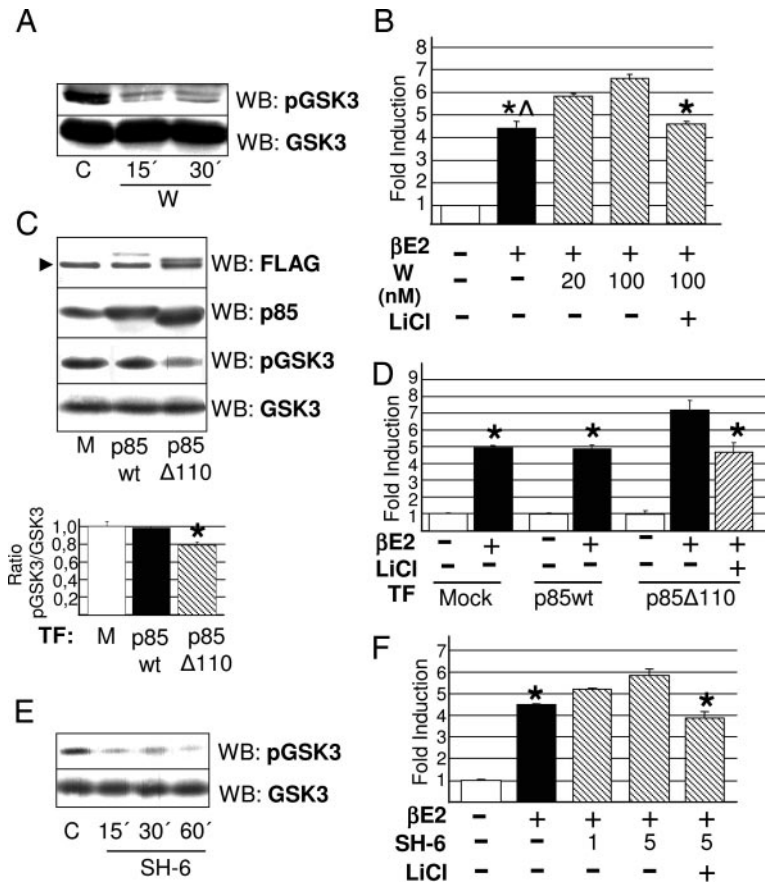 A
WB: pGSK3
WB: GSK3
C 15´ 30´
W
B
Fold Induction
8
7
6
5
4
3
2
1
*^ *
βE2 - + + + +
W (nM) - - 20 100 100
LiCl - - - - +
C
WB: FLAG
WB: p85
WB: pGSK3
WB: GSK3
M p85 wt p85 Δ110
Ratio pGSK3/GSK3
1,0
0,8
0,6
0,4
0,2
0,0
*
TF: M p85 wt p85 Δ110
D
Fold Induction
9
8
7
6
5
4
3
2
1
* * *
βE2 - + - + - + +
LiCl +
TF Mock p85wt p85Δ110
E
WB: pGSK3
WB: GSK3
C 15´ 30´ 60´
SH-6
F
Fold Induction
7
6
5
4
3
2
1
* *
βE2 - + + + +
SH-6 - - 1 5 5
LiCl - - - - +